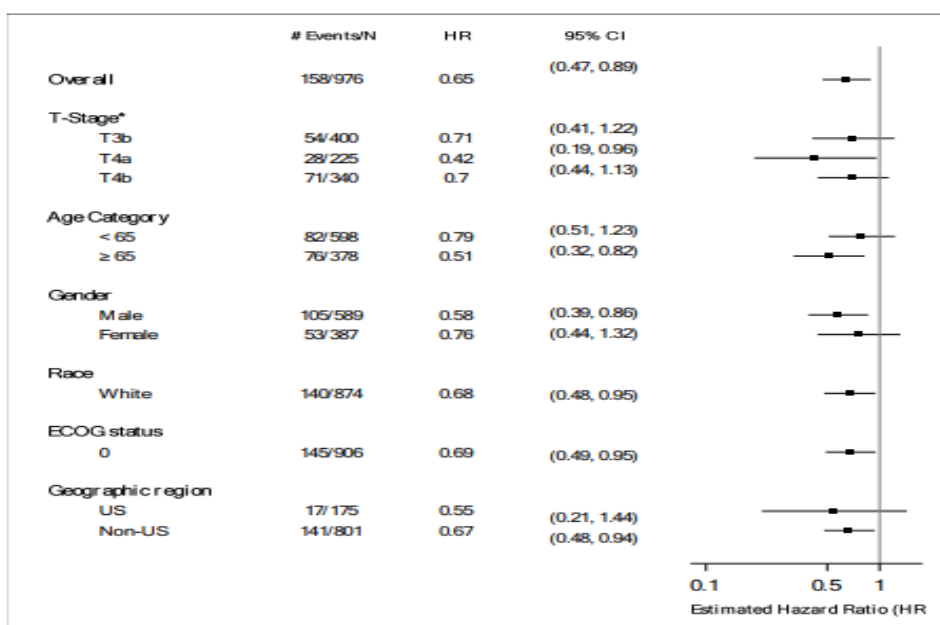 # Events/N HR 95% CI
Overall 158/976 0.65 (0.47, 0.89)
T-Stage*
T3b 54/400 0.71 (0.41, 1.22)
T4a 28/225 0.42 (0.19, 0.96)
T4b 71/340 0.7 (0.44, 1.13)
Age Category
< 65 82/598 0.79 (0.51, 1.23)
≥ 65 76/378 0.51 (0.32, 0.82)
Gender
Male 105/589 0.58 (0.39, 0.86)
Female 53/387 0.76 (0.44, 1.32)
Race
White 140/874 0.68 (0.48, 0.95)
ECOG status
0 145/906 0.69 (0.49, 0.95)
Geographic region
US 17/175 0.55 (0.21, 1.44)
Non-US 141/801 0.67 (0.48, 0.94)
0.1 0.5 1
Estimated Hazard Ratio (HR